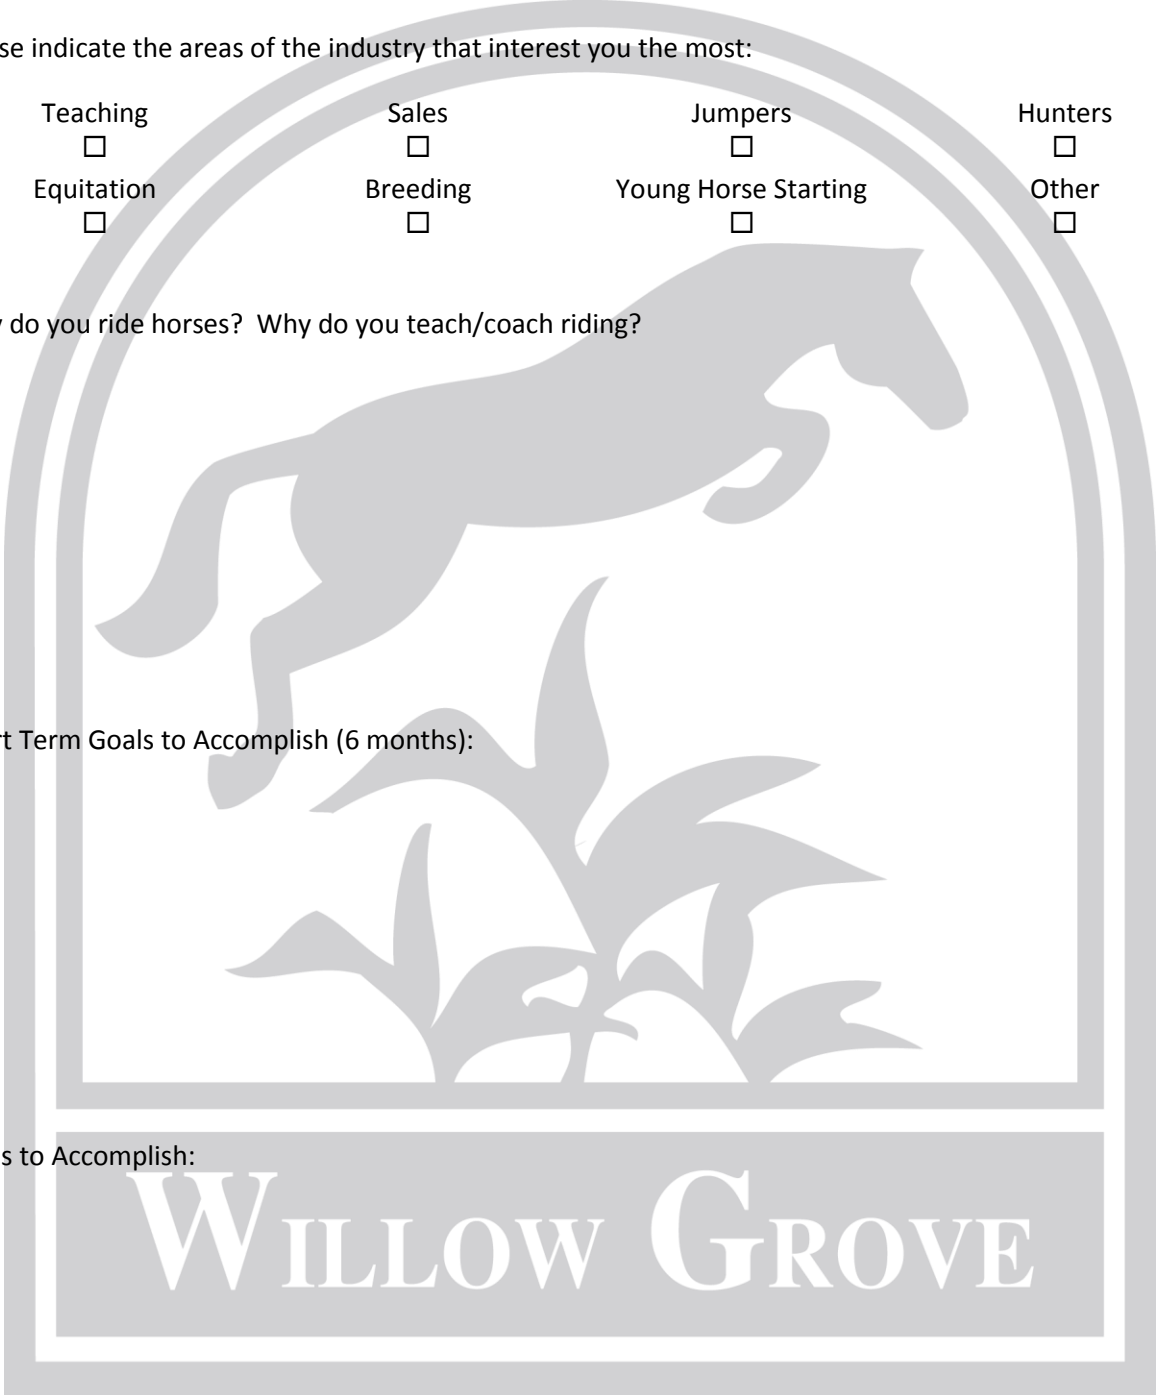 se indicate the areas of the industry that interest you the most:
Teaching Sales Jumpers Hunters
☐ ☐ ☐ ☐
Equitation Breeding Young Horse Starting Other
☐ ☐ ☐ ☐
y do you ride horses?  Why do you teach/coach riding?
rt Term Goals to Accomplish (6 months):
s to Accomplish:
WILLOW GROVE